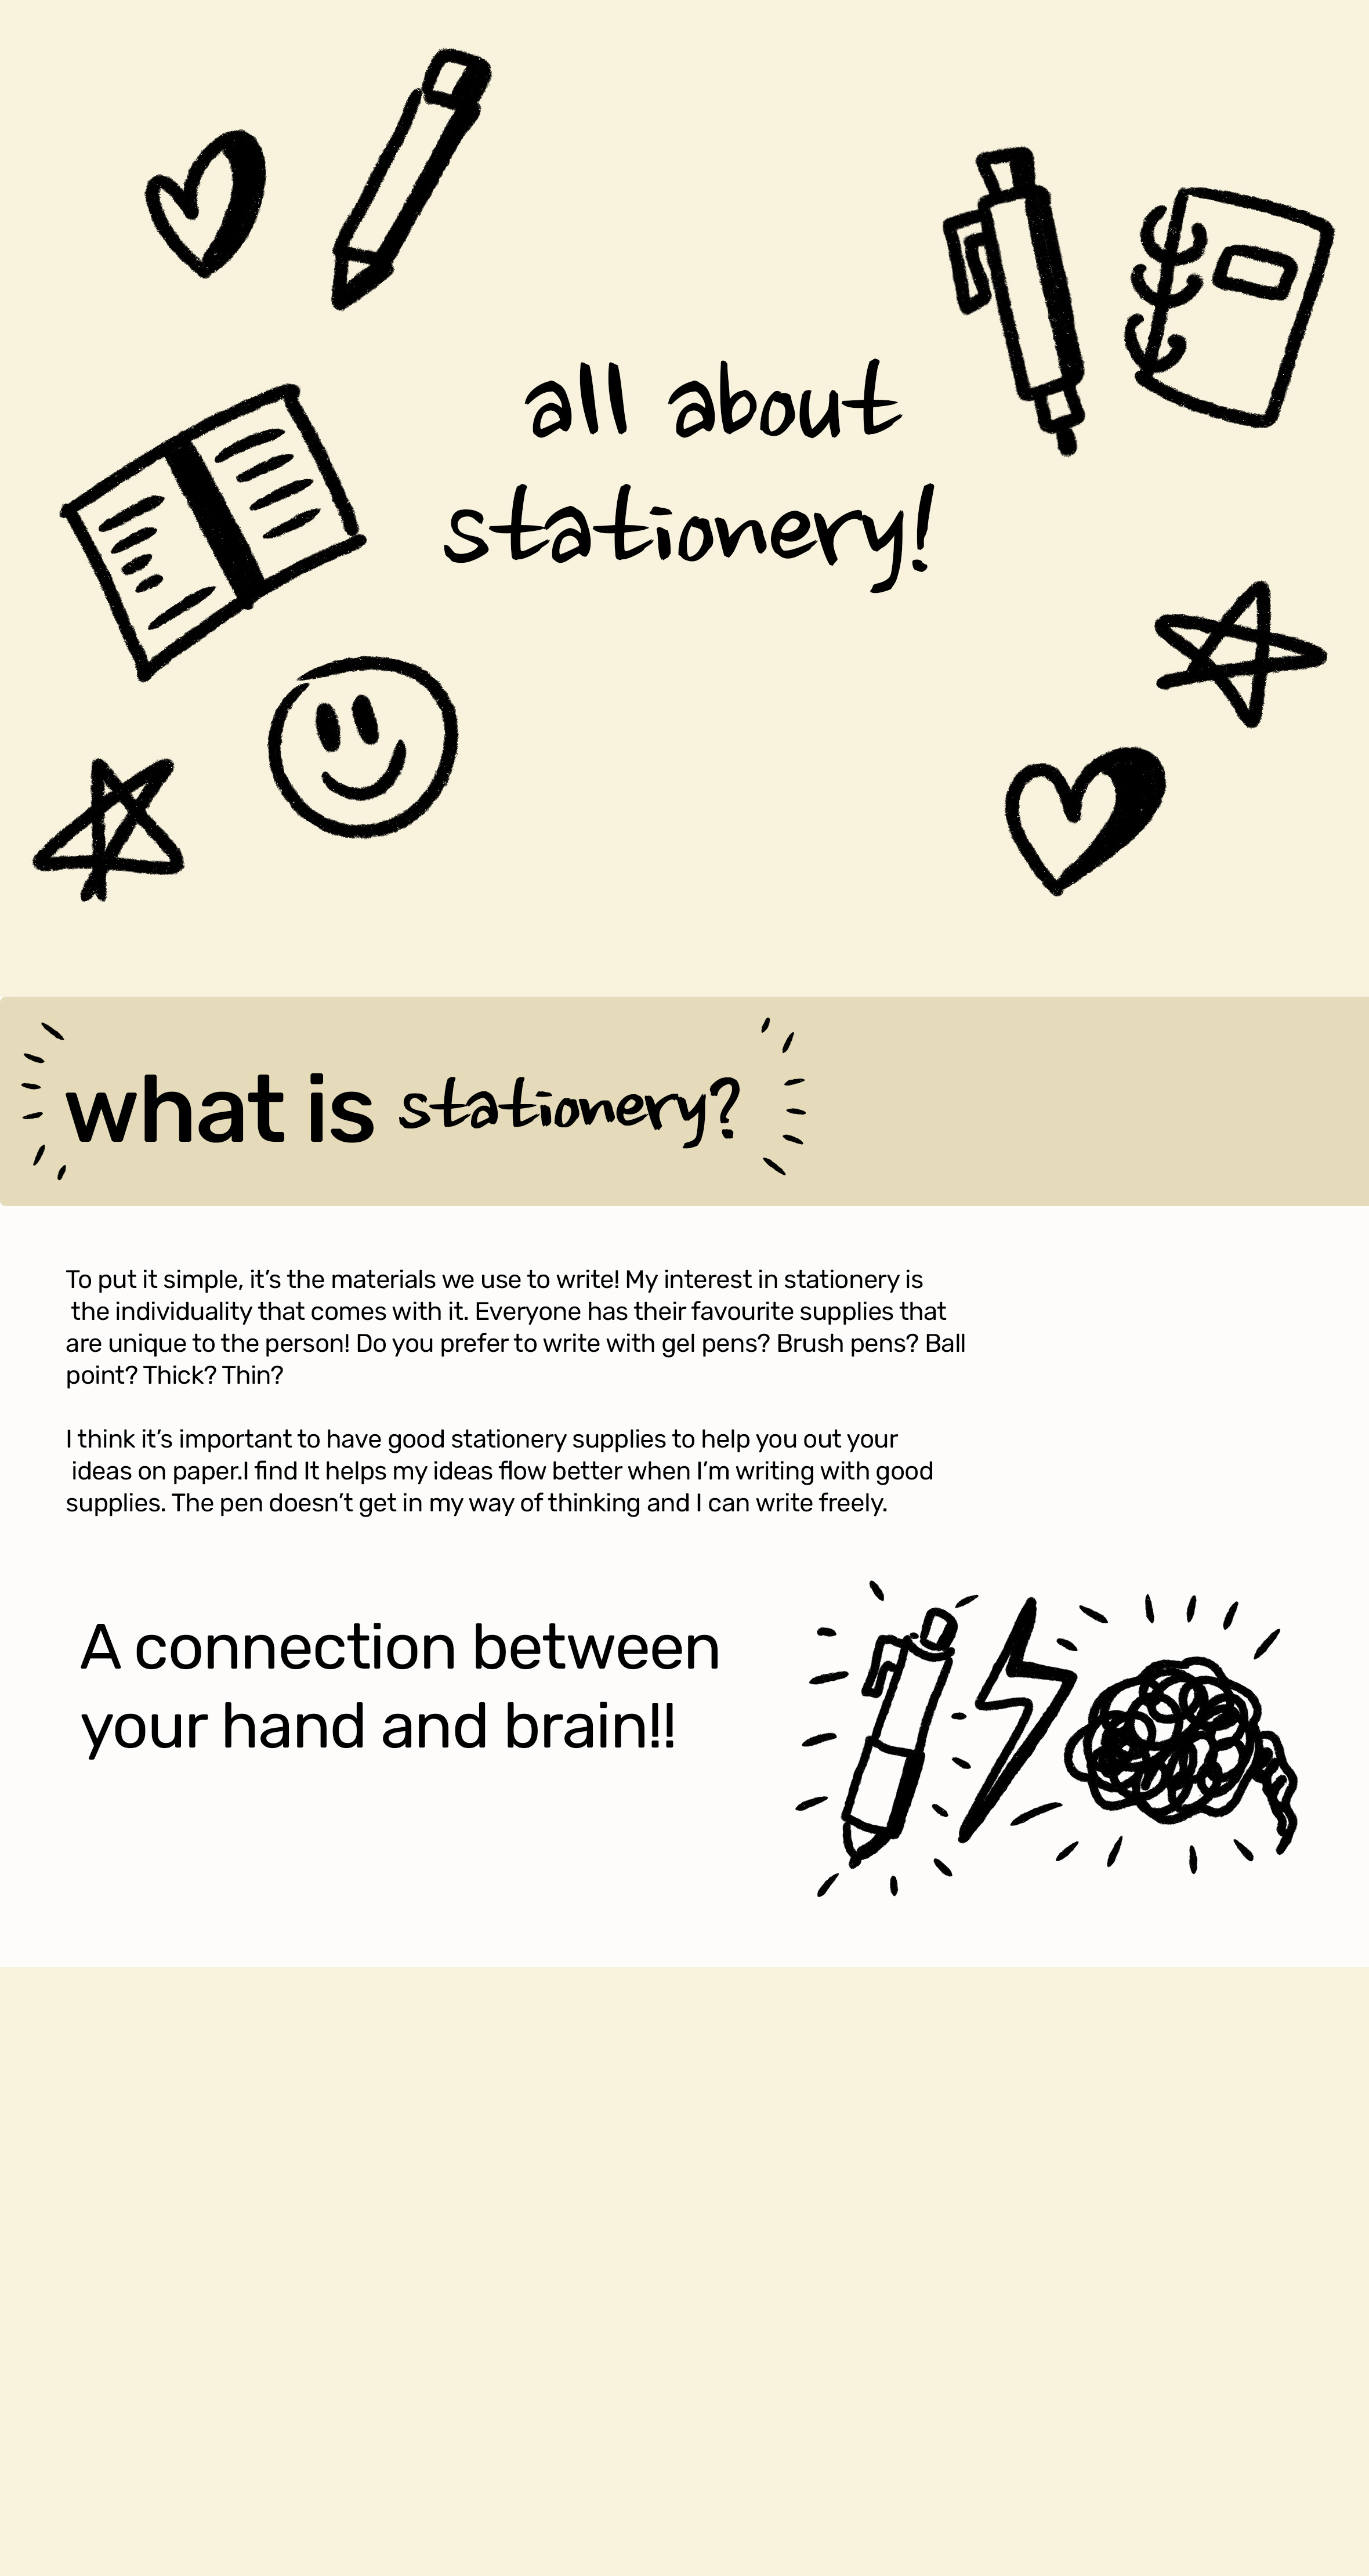 all about
stationery!
what is stationery?
To put it simple, it’s the materials we use to write! My interest in stationery is
the individuality that comes with it. Everyone has their favourite supplies that
are unique to the person! Do you prefer to write with gel pens? Brush pens? Ball
point? Thick? Thin?
I think it’s important to have good stationery supplies to help you out your
ideas on paper.I find It helps my ideas flow better when I’m writing with good
supplies. The pen doesn’t get in my way of thinking and I can write freely.
A connection between
your hand and brain!!